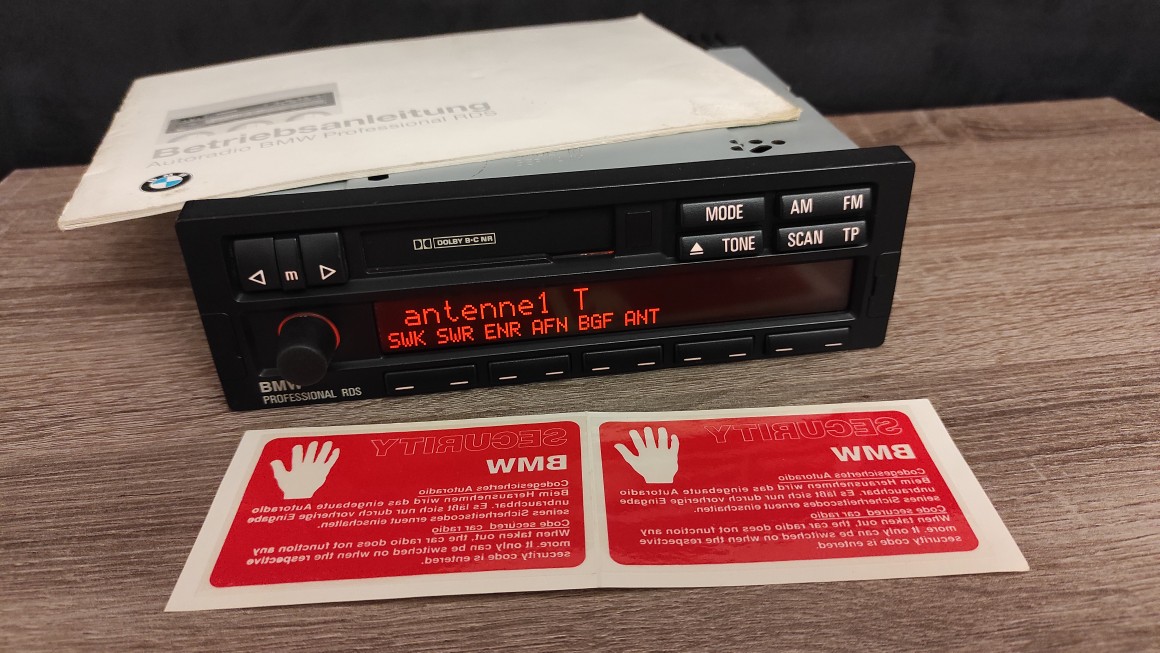 Betriebsanleitung
Autoradio BMW Professional RDS
DOLBY B·C NR
MODE
AM FM
TONE
SCAN TP
m
antenne1 T
SWK SWR ENR AFN BGF ANT
BMW
PROFESSIONAL RDS
SECURITY
BMW
Codegesichertes Autoradio
Beim Herausnehmen wird das eingebaute Autoradio
unbrauchbar. Es läßt sich nur durch vorherige Eingabe
seines Sicherheitscodes erneut einschalten.
Code secured car radio
When taken out, the car radio does not function any
more, it only can be switched on when the respective
security code is entered.
SECURITY
BMW
Codegesichertes Autoradio
Beim Herausnehmen wird das eingebaute Autoradio
unbrauchbar. Es läßt sich nur durch vorherige Eingabe
seines Sicherheitscodes erneut einschalten.
Code secured car radio
When taken out, the car radio does not function any
more, it only can be switched on when the respective
security code is entered.